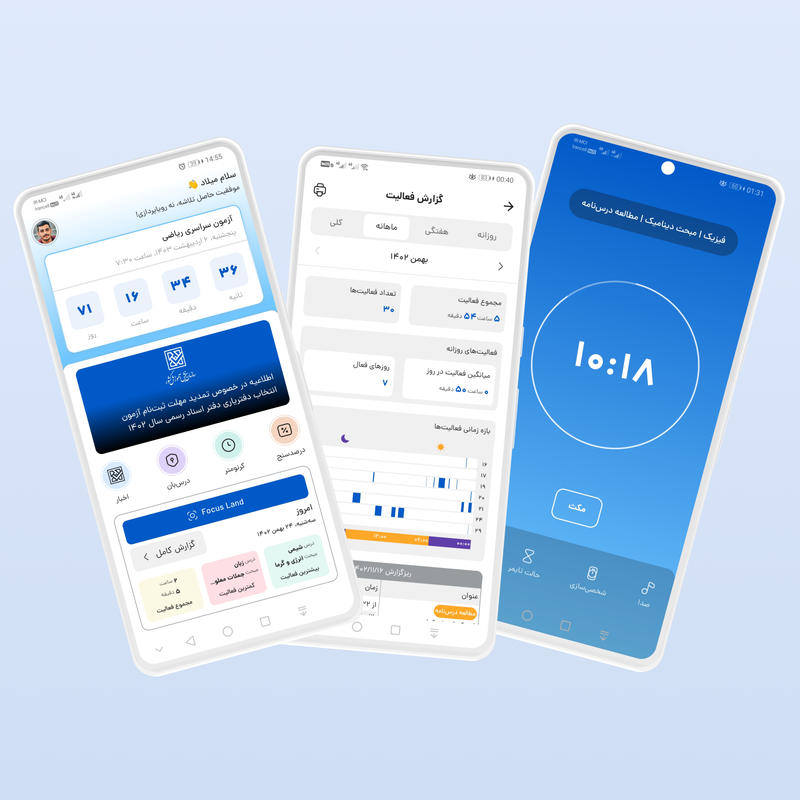 14:55
سلام میلاد 👋
موفقیت حاصل تلاشه، نه رویاپردازی!
آزمون سراسری ریاضی
پنجشنبه، ۶ اردیبهشت ۱۴۰۳، ساعت ۷:۳۰
۳۶ ۳۴ ۱۶ ۷۱
ثانیه دقیقه ساعت روز
اطلاعیه در خصوص تمدید مهلت ثبت‌نام آزمون
انتخاب دفتریاری دفتر اسناد رسمی سال ۱۴۰۲
درصدسنج کرنومتر درس‌بان اخبار
Focus Land
امروز
سه‌شنبه، ۲۴ بهمن ۱۴۰۲
گزارش کامل
درس شیمی
مبحث انرژی و گرما
بیشترین فعالیت
درس زبان
مبحث جملات معلو...
کمترین فعالیت
۲ ساعت
۵ دقیقه
مجموع فعالیت
00:40
گزارش فعالیت
روزانه هفتگی ماهانه کلی
بهمن ۱۴۰۲
مجموع فعالیت
۵ ساعت ۵۴ دقیقه
تعداد فعالیت‌ها
۳۰
فعالیت‌های روزانه
میانگین فعالیت در روز
۰ ساعت ۵۰ دقیقه
روزهای فعال
۷
بازه زمانی فعالیت‌ها
۱۶
۱۷
۱۹
۲۰
۲۱
۲۴
۲۹
۰۰:۰۰
ریزگزارش ۱۴۰۲/۱۱/۱۶
عنوان زمان
مطالعه درس‌نامه
از ۲۲
01:31
فیزیک | مبحث دینامیک | مطالعه درس‌نامه
۱۰:۱۸
مکث
صدا شخصی‌سازی حالت تایمر